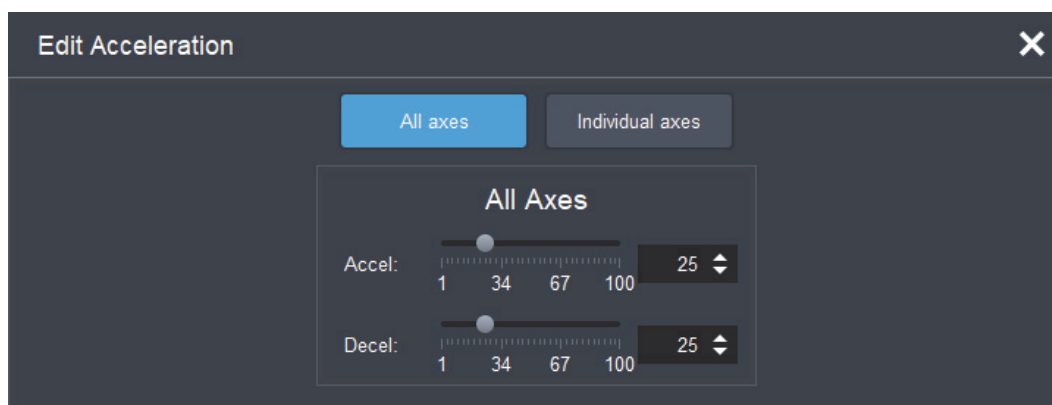 Edit Acceleration
All axes Individual axes
All Axes
Accel: 25
1 34 67 100
Decel: 25
1 34 67 100